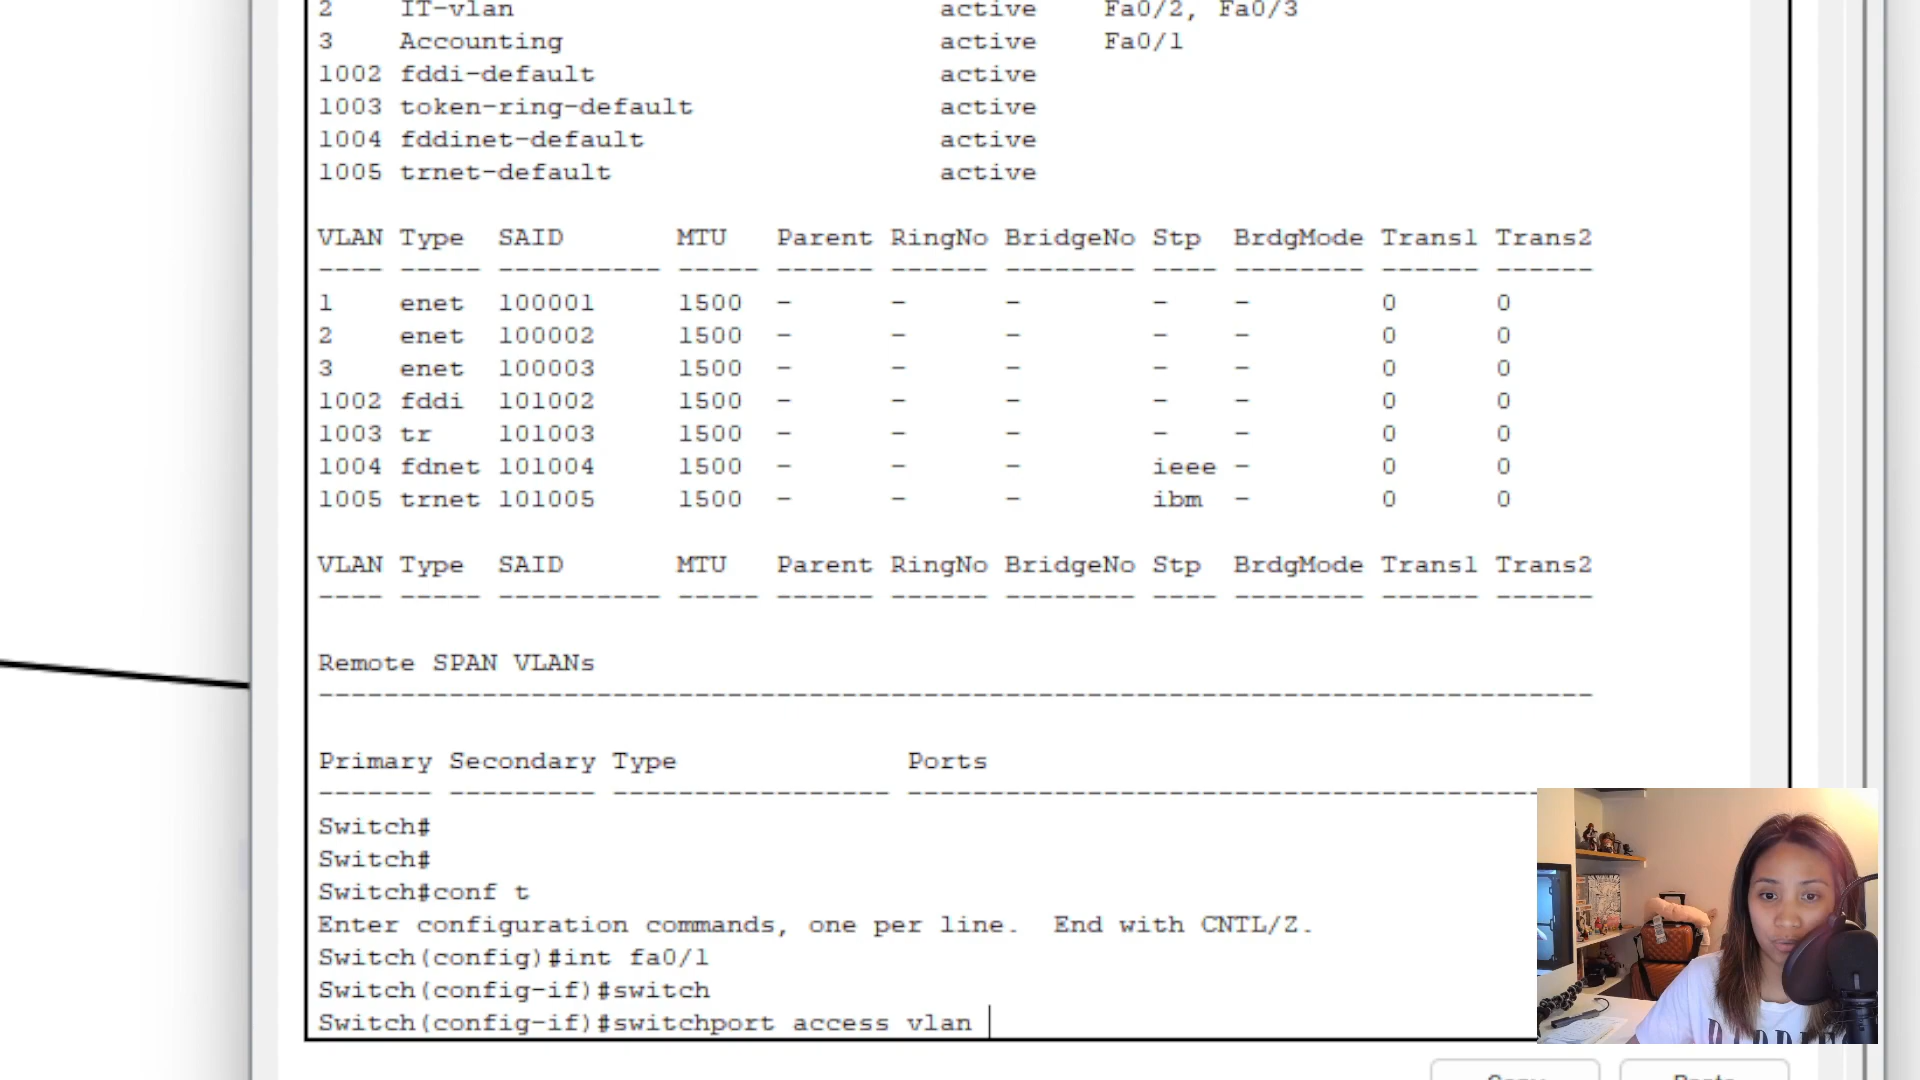 2    IT-vlan                          active    Fa0/2, Fa0/3
3    Accounting                       active    Fa0/1
1002 fddi-default                     active
1003 token-ring-default               active
1004 fddinet-default                  active
1005 trnet-default                    active
VLAN Type  SAID       MTU   Parent RingNo BridgeNo Stp  BrdgMode Trans1 Trans2
---- ----- ---------- ----- ------ ------ -------- ---- -------- ------ ------
1    enet  100001     1500  -      -      -        -    -        0      0
2    enet  100002     1500  -      -      -        -    -        0      0
3    enet  100003     1500  -      -      -        -    -        0      0
1002 fddi  101002     1500  -      -      -        -    -        0      0
1003 tr    101003     1500  -      -      -        -    -        0      0
1004 fdnet 101004     1500  -      -      -        ieee -        0      0
1005 trnet 101005     1500  -      -      -        ibm  -        0      0
VLAN Type  SAID       MTU   Parent RingNo BridgeNo Stp  BrdgMode Trans1 Trans2
---- ----- ---------- ----- ------ ------ -------- ---- -------- ------ ------
Remote SPAN VLANs
------------------------------------------------------------------------------
Primary Secondary Type              Ports
------- --------- ----------------- ---------------------------------------
Switch#
Switch#
Switch#conf t
Enter configuration commands, one per line.  End with CNTL/Z.
Switch(config)#int fa0/1
Switch(config-if)#switch
Switch(config-if)#switchport access vlan